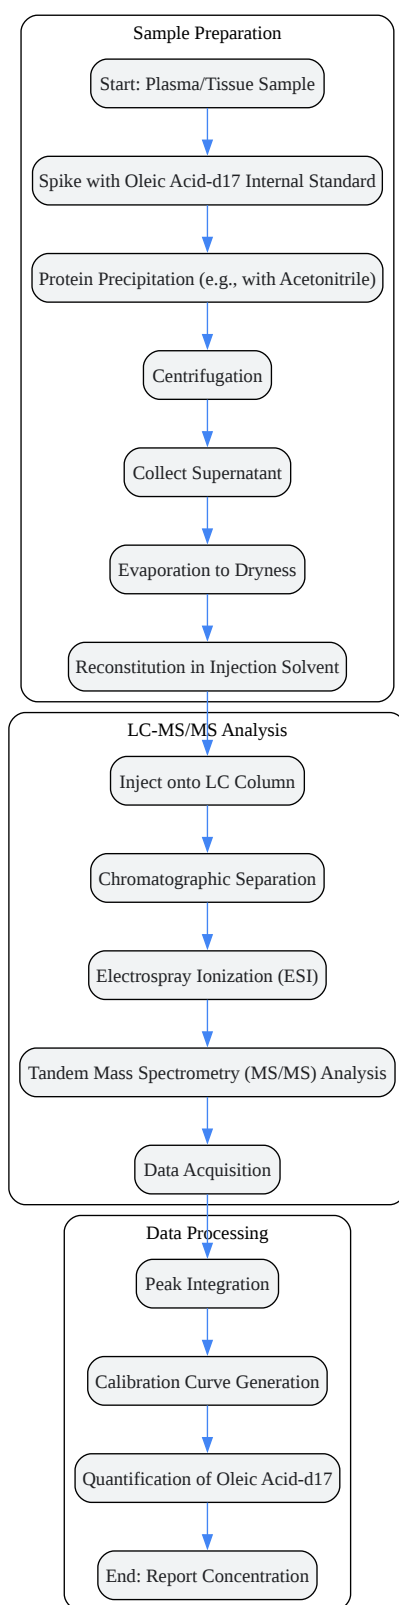 Sample Preparation
Start: Plasma/Tissue Sample
Spike with Oleic Acid-d17 Internal Standard
Protein Precipitation (e.g., with Acetonitrile)
Centrifugation
Collect Supernatant
Evaporation to Dryness
Reconstitution in Injection Solvent
LC-MS/MS Analysis
Inject onto LC Column
Chromatographic Separation
Electrospray Ionization (ESI)
Tandem Mass Spectrometry (MS/MS) Analysis
Data Acquisition
Data Processing
Peak Integration
Calibration Curve Generation
Quantification of Oleic Acid-d17
End: Report Concentration